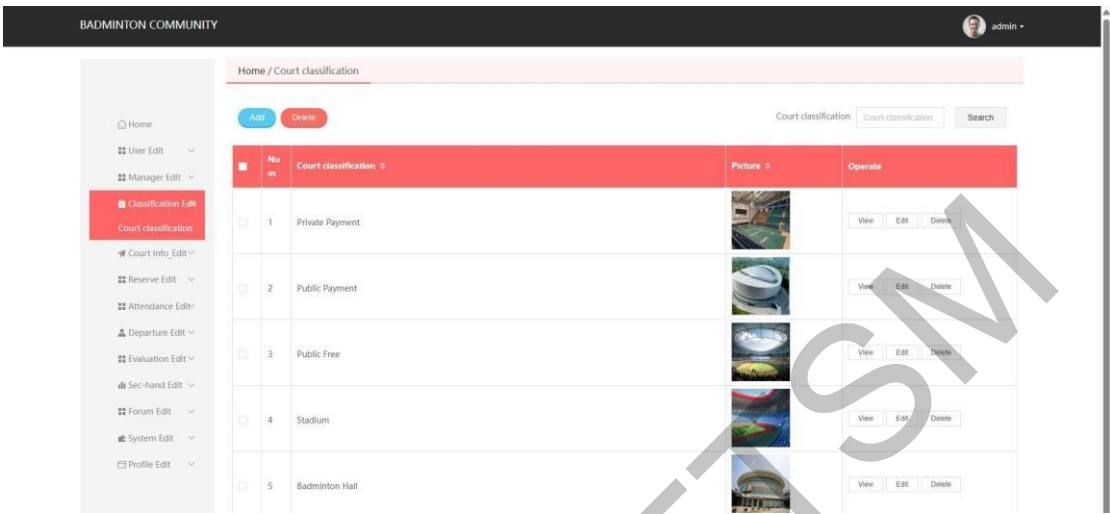 BADMINTON COMMUNITY
admin
Home / Court classification
Home
User Edit
Manager Edit
Classification Edit
Court classification
Court Info_Edit
Reserve Edit
Attendance Edit
Departure Edit
Evaluation Edit
Sec-hand Edit
Forum Edit
System Edit
Profile Edit
Add Delete Court classification Court classification Search
Num Court classification Picture Operate
1 Private Payment View Edit Delete
2 Public Payment View Edit Delete
3 Public Free View Edit Delete
4 Stadium View Edit Delete
5 Badminton Hall View Edit Delete
TSM